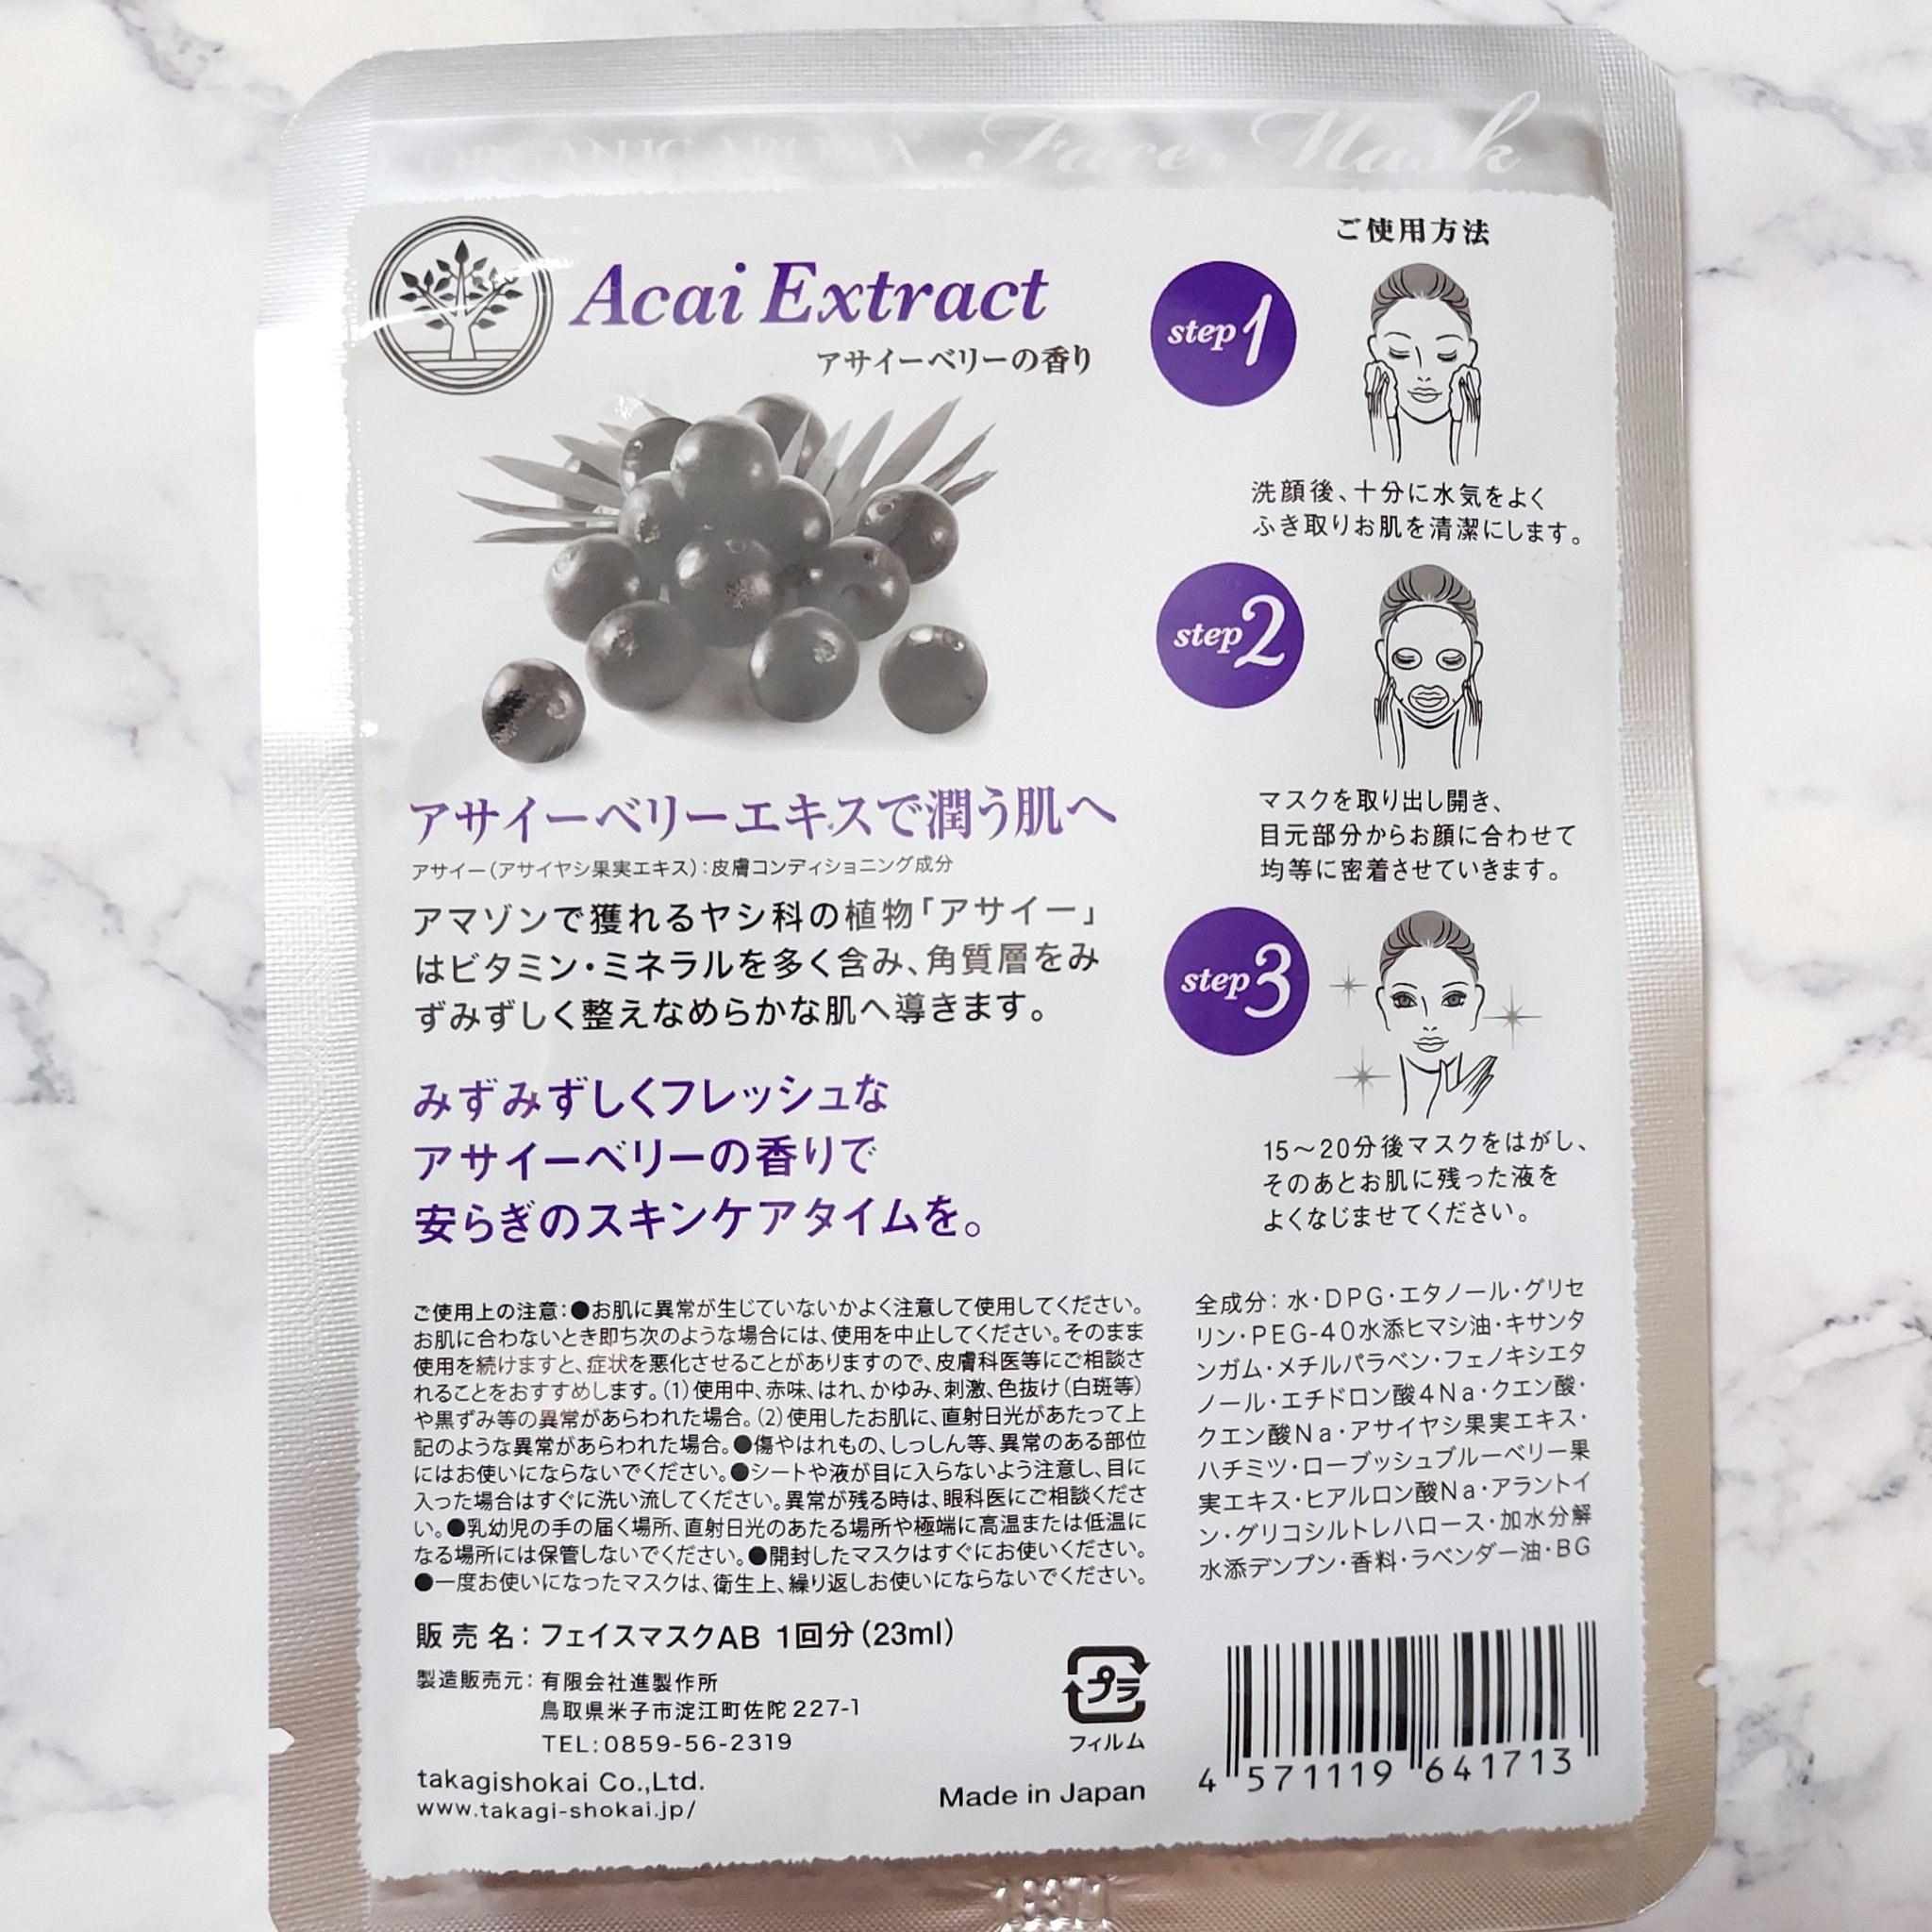 ORGANIC AROMA Face Mask
Acai Extract
アサイーベリーの香り
アサイーベリーエキスで潤う肌へ
アサイー(アサイヤシ果実エキス):皮膚コンディショニング成分
アマゾンで獲れるヤシ科の植物「アサイー」
はビタミン・ミネラルを多く含み、角質層をみ
ずみずしく整えなめらかな肌へ導きます。
みずみずしくフレッシュな
アサイーベリーの香りで
安らぎのスキンケアタイムを。
ご使用方法
step1
洗顔後、十分に水気をよく
ふき取りお肌を清潔にします。
step2
マスクを取り出し開き、
目元部分からお顔に合わせて
均等に密着させていきます。
step3
15～20分後マスクをはがし、
そのあとお肌に残った液を
よくなじませてください。
ご使用上の注意:●お肌に異常が生じていないかよく注意して使用してください。
お肌に合わないとき即ち次のような場合には、使用を中止してください。そのまま
使用を続けますと、症状を悪化させることがありますので、皮膚科医等にご相談さ
れることをおすすめします。(1)使用中、赤味、はれ、かゆみ、刺激、色抜け(白斑等)
や黒ずみ等の異常があらわれた場合。(2)使用したお肌に、直射日光があたって上
記のような異常があらわれた場合。●傷やはれもの、しっしん等、異常のある部位
にはお使いにならないでください。●シートや液が目に入らないよう注意し、目に
入った場合はすぐに洗い流してください。異常が残る時は、眼科医にご相談くださ
い。●乳幼児の手の届く場所、直射日光のあたる場所や極端に高温または低温に
なる場所には保管しないでください。●開封したマスクはすぐにお使いください。
●一度お使いになったマスクは、衛生上、繰り返しお使いにならないでください。
全成分:水・DPG・エタノール・グリセ
リン・PEG-40水添ヒマシ油・キサンタ
ンガム・メチルパラベン・フェノキシエタ
ノール・エチドロン酸4Na・クエン酸・
クエン酸Na・アサイヤシ果実エキス・
ハチミツ・ローブッシュブルーベリー果
実エキス・ヒアルロン酸Na・アラントイ
ン・グリコシルトレハロース・加水分解
水添デンプン・香料・ラベンダー油・BG
販売名:フェイスマスクAB 1回分(23ml)
製造販売元:有限会社進製作所
鳥取県米子市淀江町佐陀227-1
TEL:0859-56-2319
takagishokai Co.,Ltd.
www.takagi-shokai.jp/
プラ
フィルム
Made in Japan
4 571119 641713